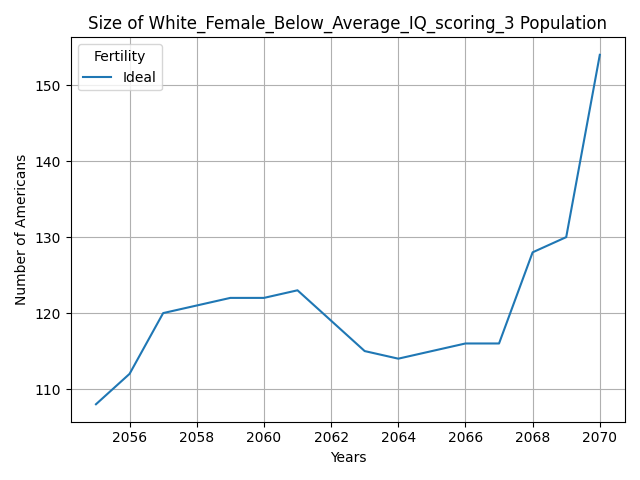 Size of White_Female_Below_Average_IQ_scoring_3 Population
Fertility
Ideal
Number of Americans
150
140
130
120
110
2056 2058 2060 2062 2064 2066 2068 2070
Years